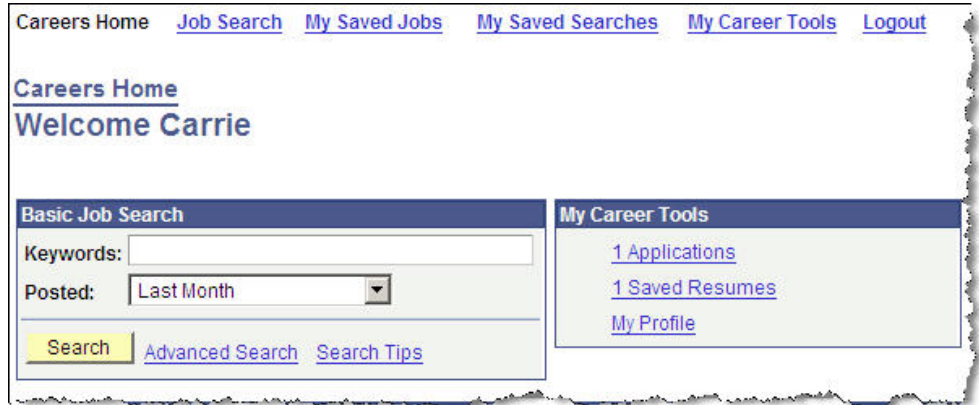 Careers Home Job Search My Saved Jobs My Saved Searches My Career Tools Logout
Careers Home
Welcome Carrie
Basic Job Search
Keywords:
Posted: Last Month
Search Advanced Search Search Tips
My Career Tools
1 Applications
1 Saved Resumes
My Profile